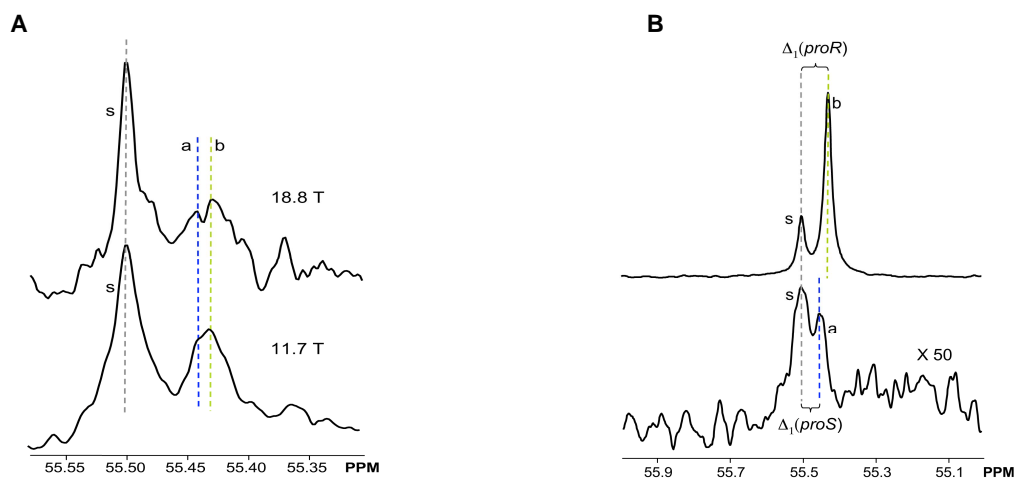 A
s
a b
18.8 T
s
11.7 T
55.55 55.50 55.45 55.40 55.35 PPM
B
Δ1(proR)
b
s
s
a
X 50
Δ1(proS)
55.9 55.7 55.5 55.3 55.1 PPM